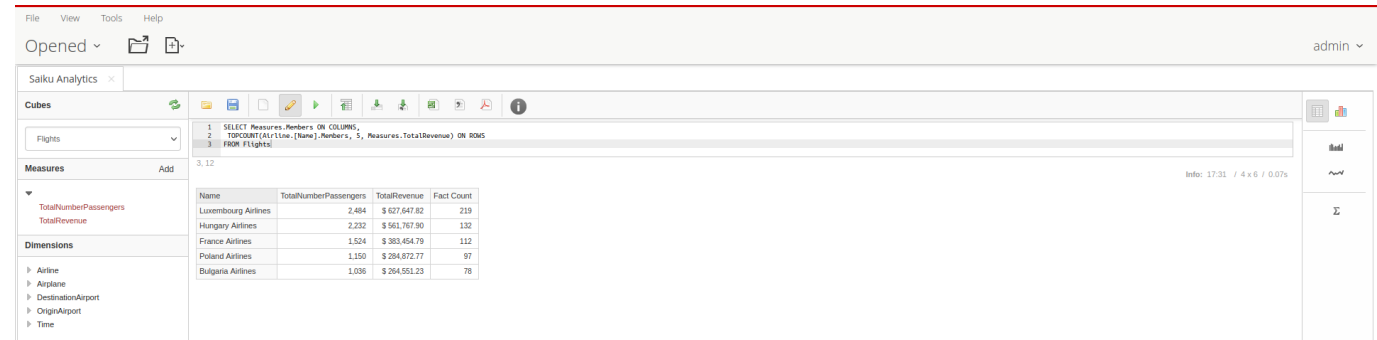 File View Tools Help
Opened
admin
Saiku Analytics ×
Cubes
Flights
Measures Add
TotalNumberPassengers
TotalRevenue
Dimensions
Airline
Airplane
DestinationAirport
OriginAirport
Time
1 SELECT Measures.Members ON COLUMNS,
2 TOPCOUNT(Airline.[Name].Members, 5, Measures.TotalRevenue) ON ROWS
3 FROM Flights
3, 12
Info: 17:31 / 4 x 6 / 0.07s
Name TotalNumberPassengers TotalRevenue Fact Count
Luxembourg Airlines 2,484 $ 627,647.82 219
Hungary Airlines 2,232 $ 561,767.90 132
France Airlines 1,524 $ 383,454.79 112
Poland Airlines 1,150 $ 284,872.77 97
Bulgaria Airlines 1,036 $ 264,551.23 78
Σ